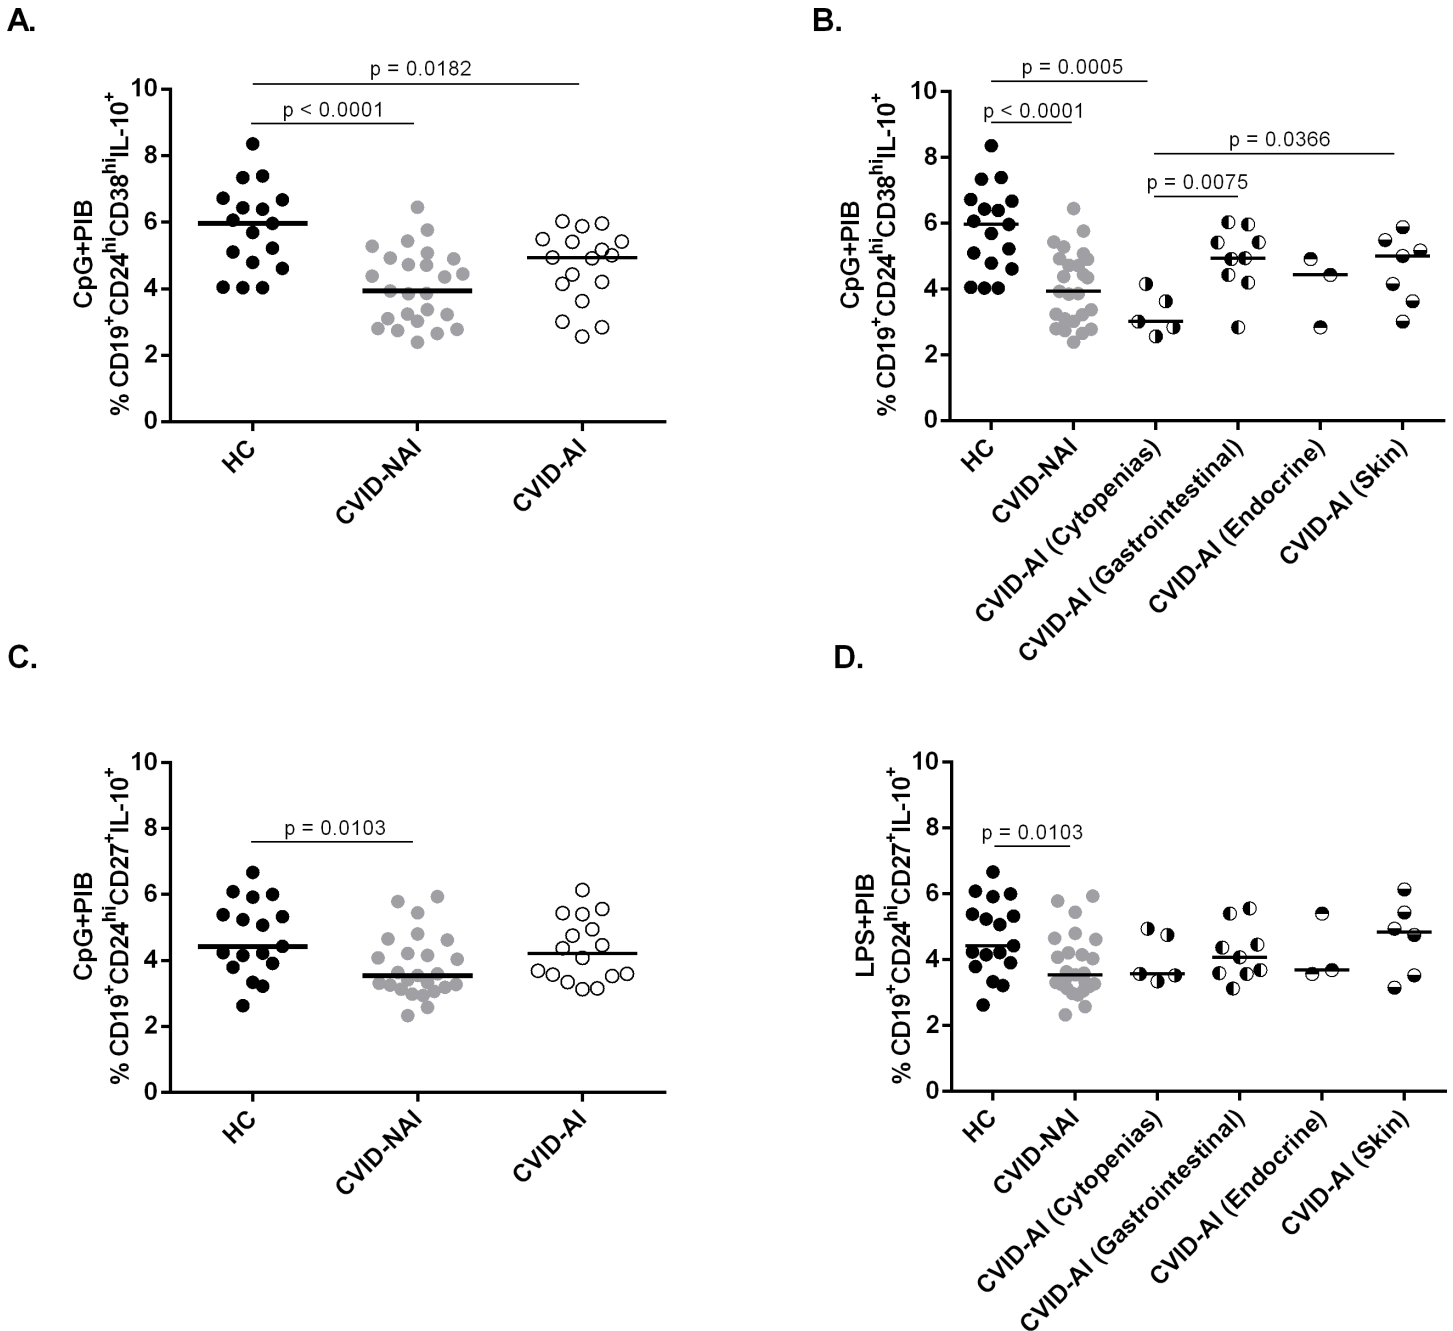 A.
p = 0.0182
p < 0.0001
10
8
6
4
2
0
CpG+PIB
% CD19⁺CD24ʰⁱCD38ʰⁱIL-10⁺
HC
CVID-NAI
CVID-AI
B.
p = 0.0005
p < 0.0001
p = 0.0366
p = 0.0075
10
8
6
4
2
0
CpG+PIB
% CD19⁺CD24ʰⁱCD38ʰⁱIL-10⁺
HC
CVID-NAI
CVID-AI (Cytopenias)
CVID-AI (Gastrointestinal)
CVID-AI (Endocrine)
CVID-AI (Skin)
C.
p = 0.0103
10
8
6
4
2
0
CpG+PIB
% CD19⁺CD24ʰⁱCD27⁺IL-10⁺
HC
CVID-NAI
CVID-AI
D.
p = 0.0103
10
8
6
4
2
0
LPS+PIB
% CD19⁺CD24ʰⁱCD27⁺IL-10⁺
HC
CVID-NAI
CVID-AI (Cytopenias)
CVID-AI (Gastrointestinal)
CVID-AI (Endocrine)
CVID-AI (Skin)